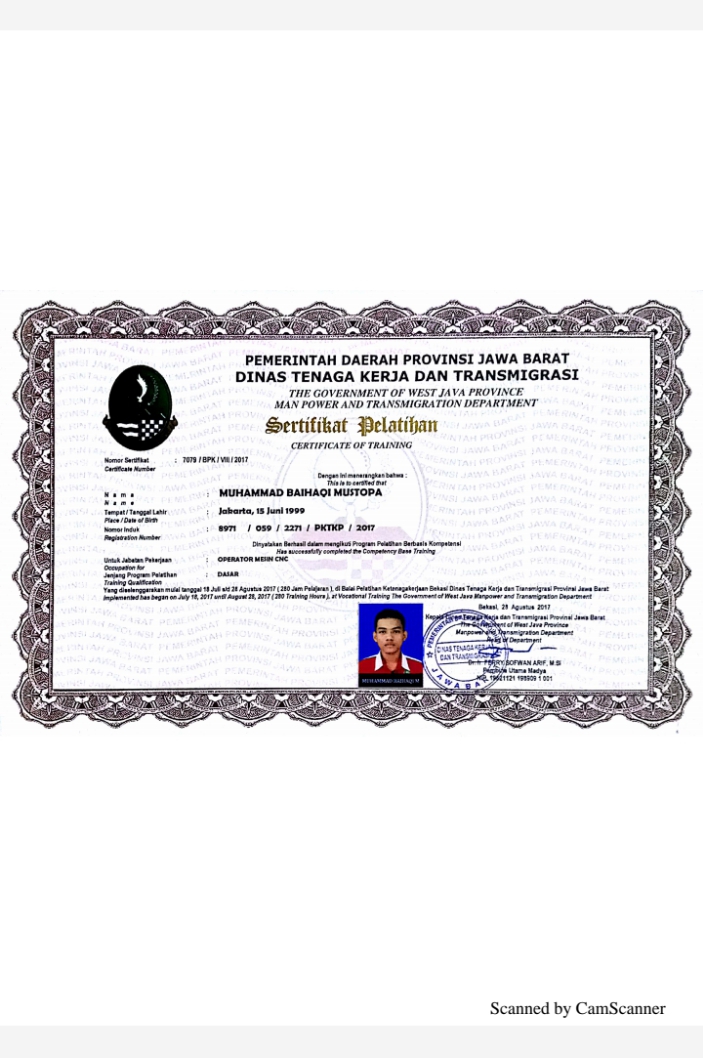 PEMERINTAH DAERAH PROVINSI JAWA BARAT
DINAS TENAGA KERJA DAN TRANSMIGRASI
THE GOVERNMENT OF WEST JAVA PROVINCE
MAN POWER AND TRANSMIGRATION DEPARTMENT
Sertifikat Pelatihan
CERTIFICATE OF TRAINING
Nomor Sertifikat : 7079 / BPK / VIII / 2017
Certificate Number
Dengan ini menerangkan bahwa :
This is to certified that
N a m a : MUHAMMAD BAIHAQI MUSTOPA
N a m e
Tempat / Tanggal Lahir : Jakarta, 15 Juni 1999
Place / Date of Birth
Nomor Induk : 8971 / 059 / 2271 / PKTKP / 2017
Registration Number
Dinyatakan Berhasil dalam mengikuti Program Pelatihan Berbasis Kompetensi
Has successfully completed the Competency Base Training
Untuk Jabatan Pekerjaan : OPERATOR MESIN CNC
Occupation for
Jenjang Program Pelatihan : DASAR
Training Qualification
Yang diselenggarakan mulai tanggal 18 Juli s/d 28 Agustus 2017 ( 280 Jam Pelajaran ), di Balai Pelatihan Ketenagakerjaan Bekasi Dinas Tenaga Kerja dan Transmigrasi Provinsi Jawa Barat
Implemented has began on July 18, 2017 until August 28, 2017 ( 280 Training Hours ), at Vocational Training The Government of West Java Manpower and Transmigration Department
Bekasi, 28 Agustus 2017
Kepala Dinas Tenaga Kerja dan Transmigrasi Provinsi Jawa Barat
The Government of West Java Province
Manpower and Transmigration Department
Head of Department
DINAS TENAGA KERJA
DAN TRANSMIGRASI
JAWA BARAT
MUHAMMAD BAIHAQI M
FERRY SOFWAN ARIF, M.SI
Pembina Utama Madya
Scanned by CamScanner